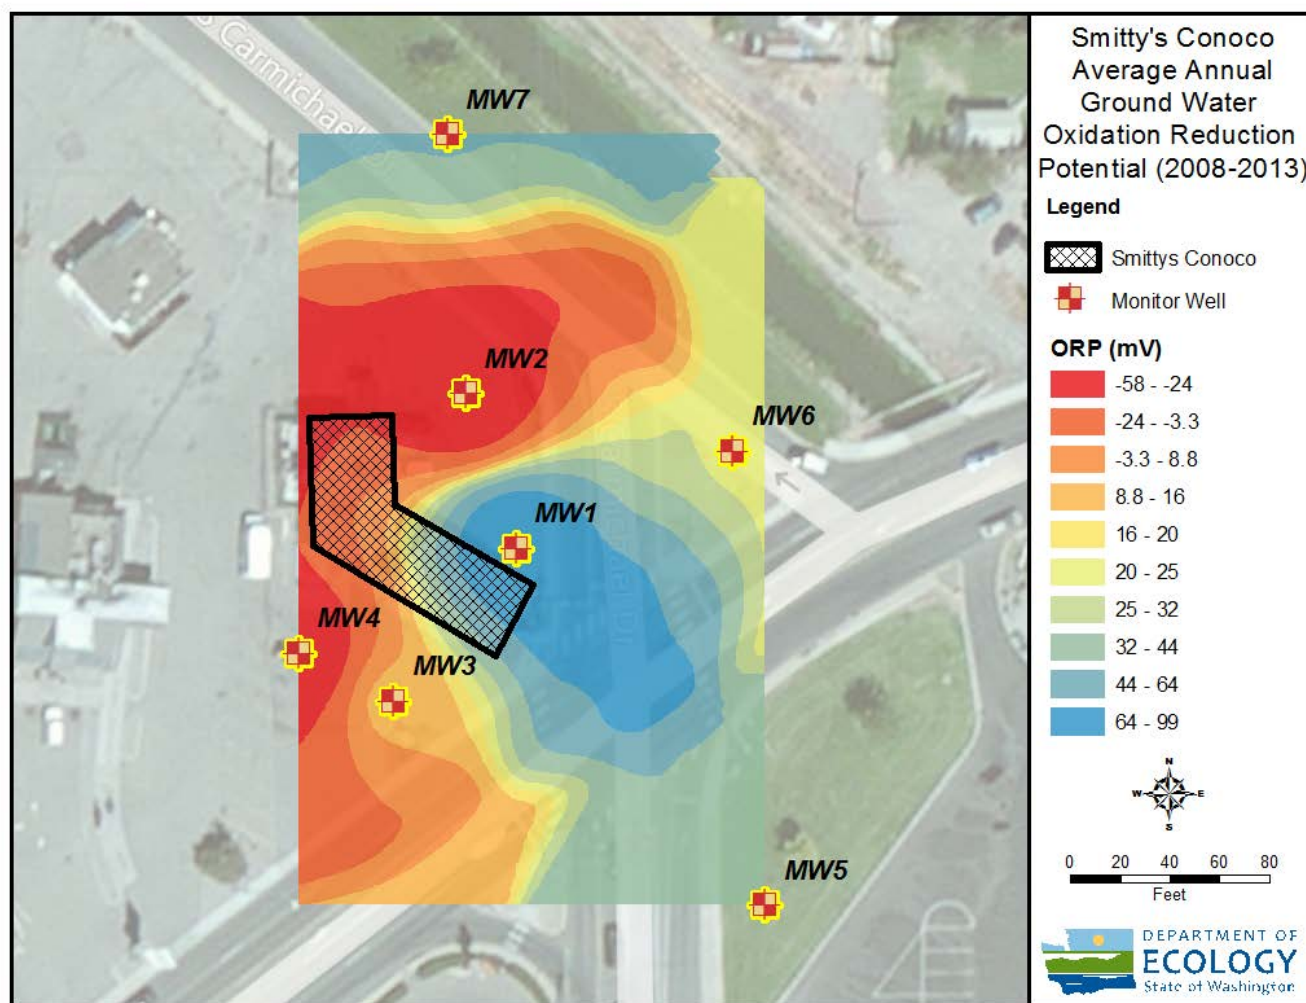 Smitty's Conoco
Average Annual
Ground Water
Oxidation Reduction
Potential (2008-2013)
Legend
Smittys Conoco
Monitor Well
ORP (mV)
-58 - -24
-24 - -3.3
-3.3 - 8.8
8.8 - 16
16 - 20
20 - 25
25 - 32
32 - 44
44 - 64
64 - 99
N
W E
S
0 20 40 60 80
Feet
DEPARTMENT OF
ECOLOGY
State of Washington
s Carmichael
MW7
MW2
MW6
MW1
MW4
MW3
MW5